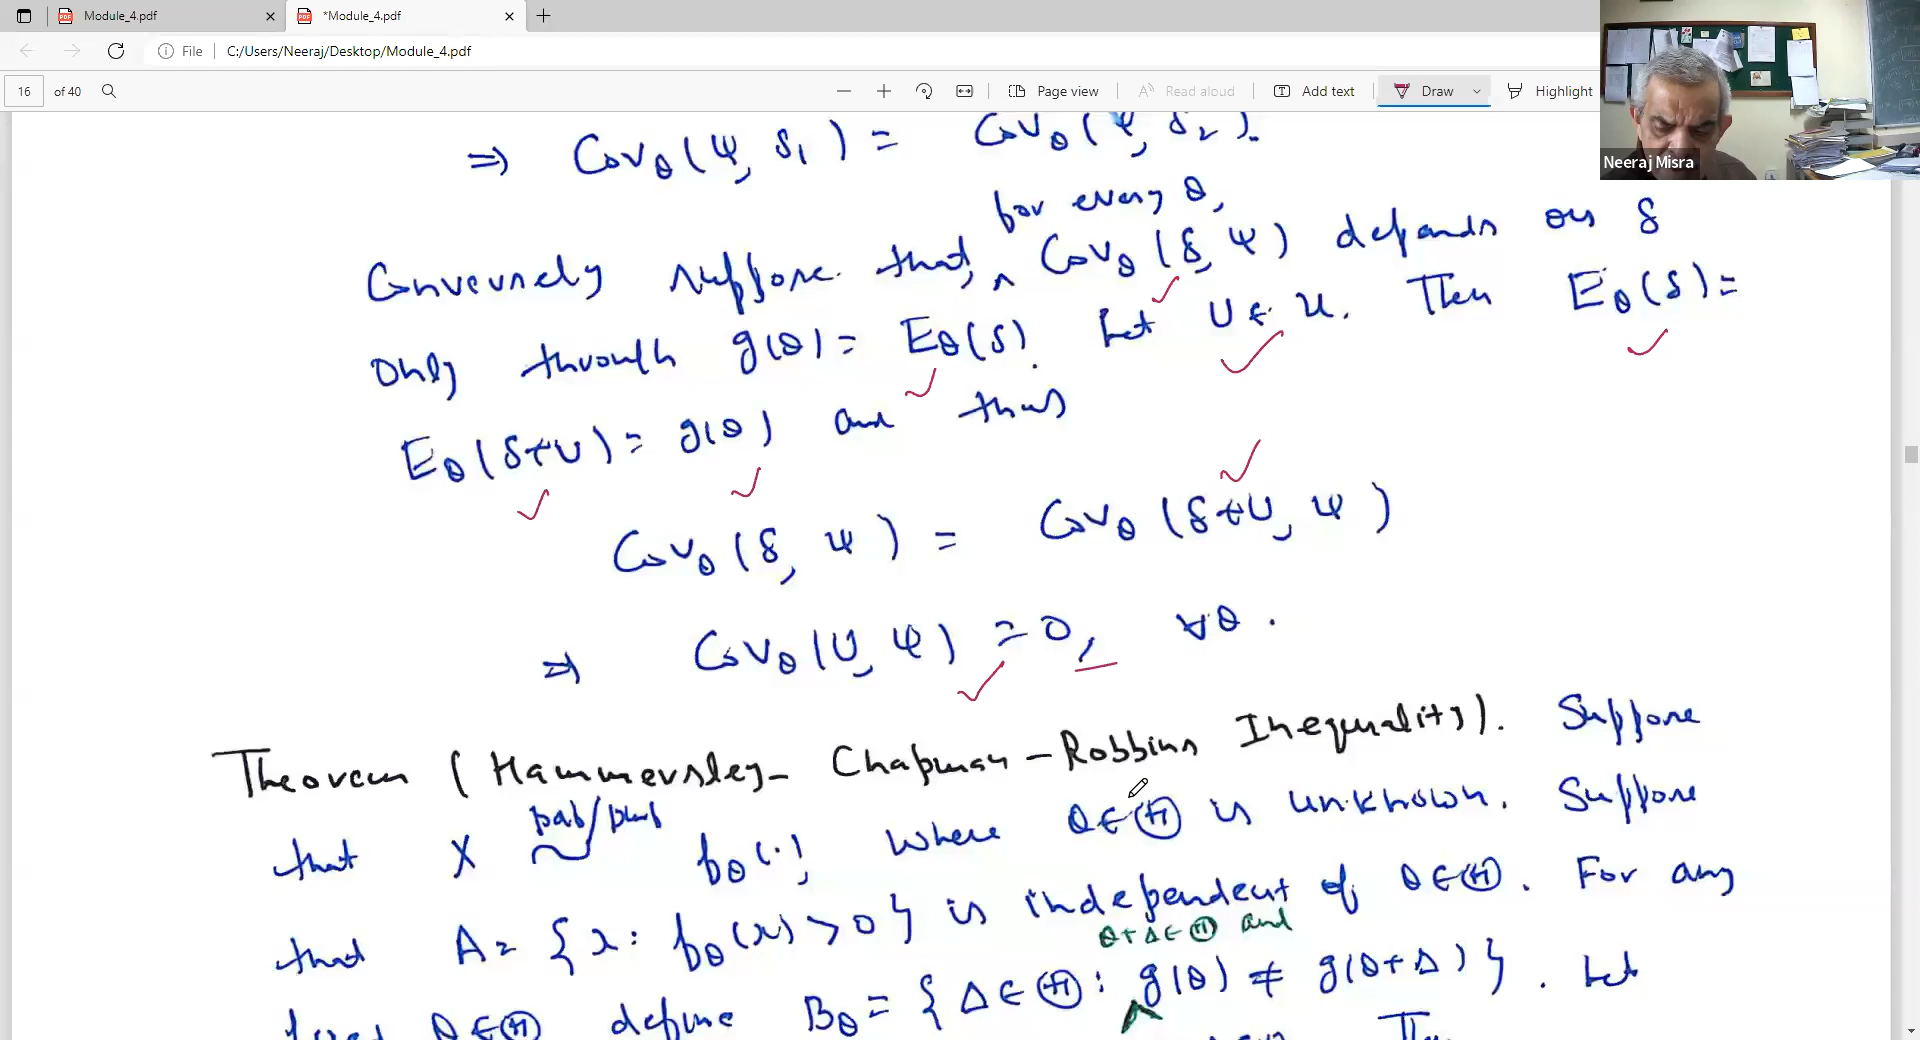 Module_4.pdf
*Module_4.pdf
File C:/Users/Neeraj/Desktop/Module_4.pdf
16 of 40 Page view Read aloud Add text Draw Highlight
Neeraj Misra
⇒ Covθ(ψ, δ1) = Covθ(ψ, δ2).
for every θ,
Conversely suppose that, ∧ Covθ(δ, ψ) depends on δ
only through g(θ) = Eθ(δ). Let U ∈ 𝒰. Then Eθ(δ) =
Eθ(δ+U) = g(θ) and thus
Covθ(δ, ψ) = Covθ(δ+U, ψ)
⇒ Covθ(U, ψ) = 0, ∀θ.
Theorem (Hammersley-Chapman-Robbins Inequality). Suppose
pdf/pmf
that X ~ fθ(·), where θ∈Ⓗ is unknown. Suppose
that A = {x: fθ(x) > 0} is independent of θ∈Ⓗ. For any
θ+Δ∈Ⓗ and
θ∈Ⓗ define Bθ = {Δ∈Ⓗ: g(θ) ≠ g(θ+Δ)}. Let